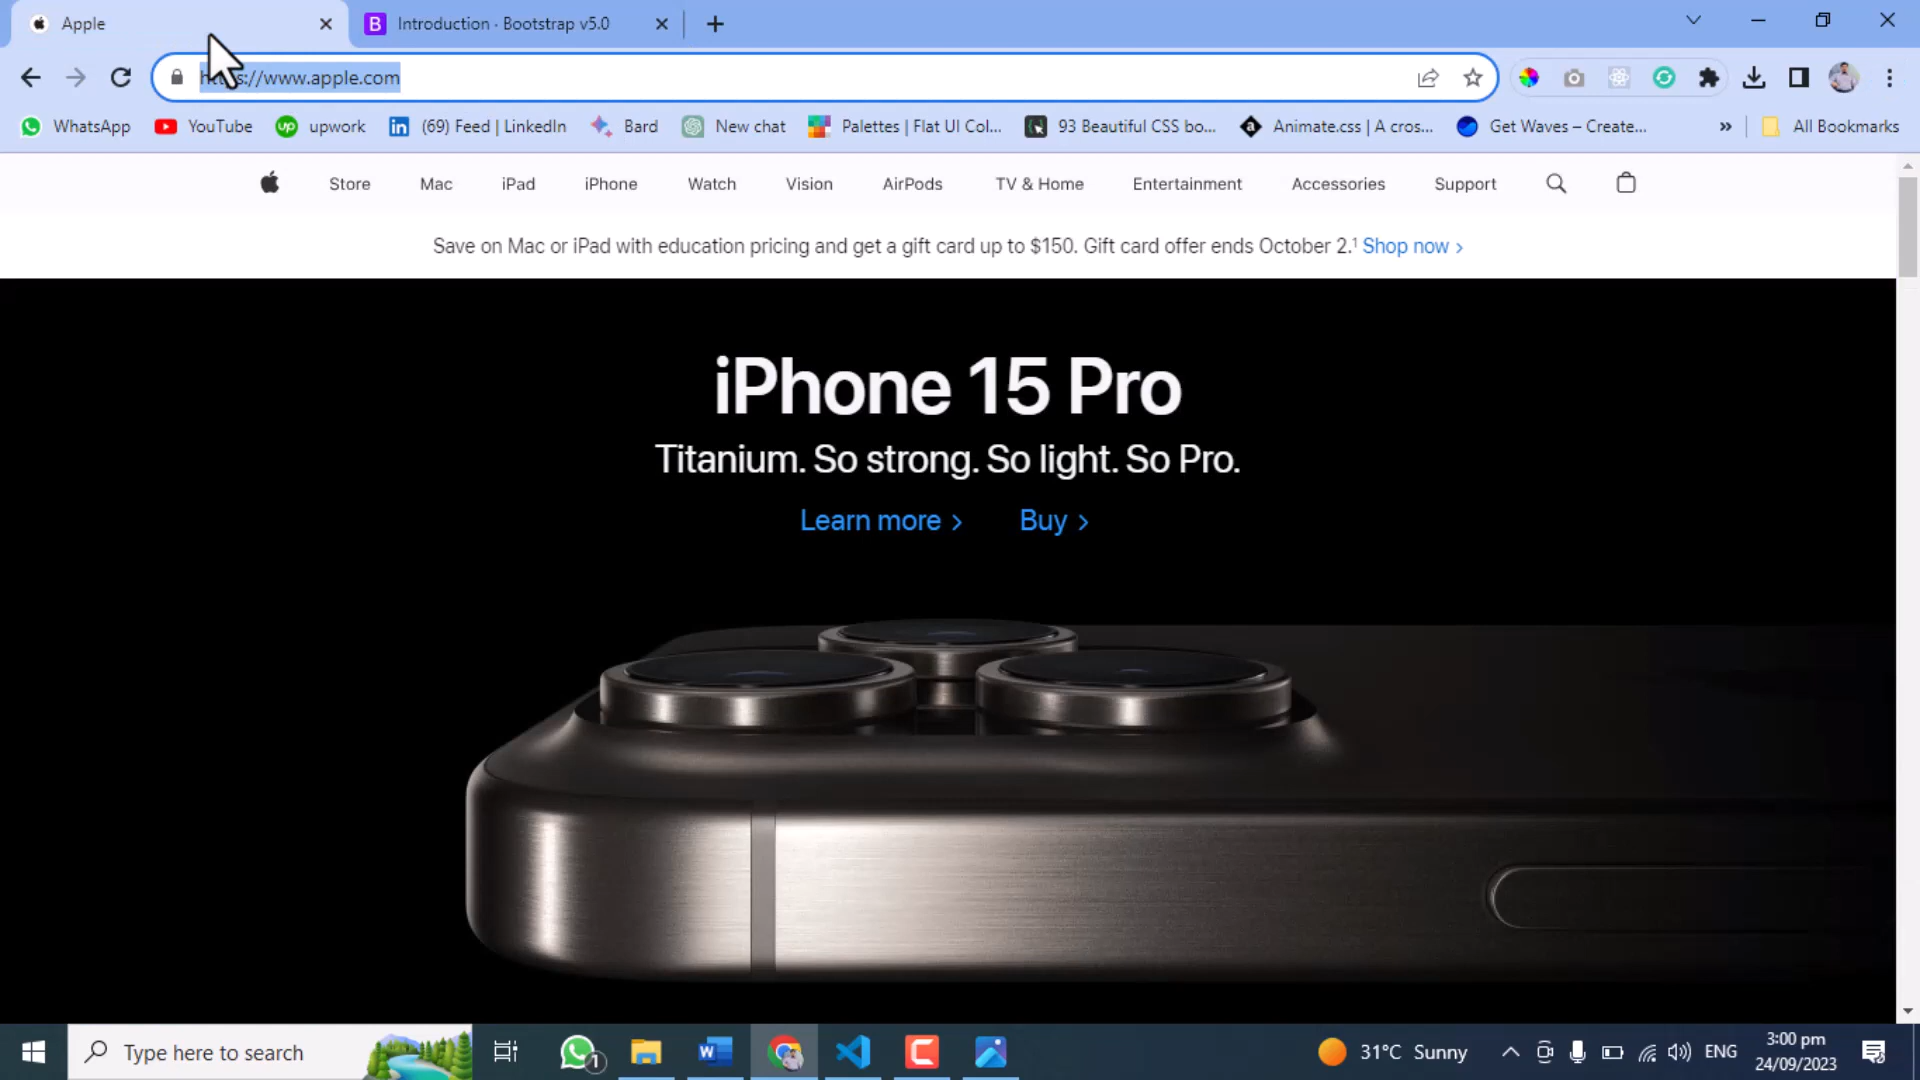 Apple
Introduction · Bootstrap v5.0
https://www.apple.com
WhatsApp YouTube upwork (69) Feed | LinkedIn Bard New chat Palettes | Flat UI Col... 93 Beautiful CSS bo... Animate.css | A cros... Get Waves – Create... » All Bookmarks
Store Mac iPad iPhone Watch Vision AirPods TV & Home Entertainment Accessories Support
Save on Mac or iPad with education pricing and get a gift card up to $150. Gift card offer ends October 2.¹ Shop now >
iPhone 15 Pro
Titanium. So strong. So light. So Pro.
Learn more > Buy >
Type here to search
1
31°C Sunny
ENG
3:00 pm
24/09/2023